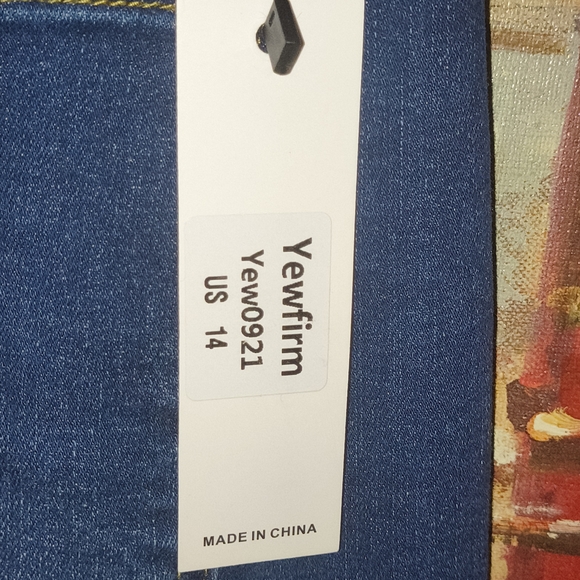 Yewfirm
Yew0921
US 14
MADE IN CHINA